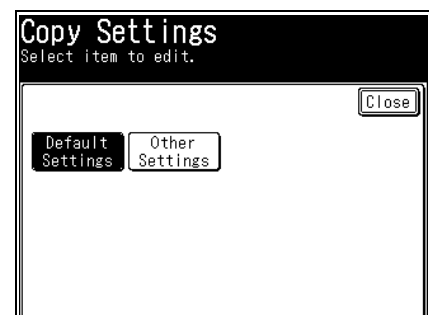 Copy Settings
Select item to edit.
Close
Default Other
Settings Settings